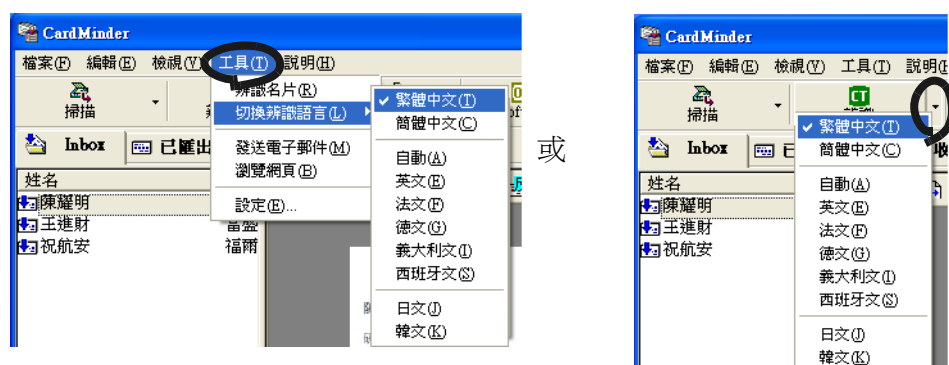 CardMinder
檔案(F) 編輯(E) 檢視(V) 工具(T) 說明(H)
掃描
辨識名片(R)
切換辨識語言(L)
發送電子郵件(M)
瀏覽網頁(B)
設定(E)...
✓ 繁體中文(T)
簡體中文(C)
自動(A)
英文(E)
法文(F)
德文(G)
義大利文(I)
西班牙文(S)
日文(J)
韓文(K)
Inbox 已匯出
姓名
陳耀明
王進財 富盛
祝航安 福爾
或
CardMinder
檔案(F) 編輯(E) 檢視(V) 工具(T) 說明(H
掃描 CT
✓ 繁體中文(T)
簡體中文(C)
自動(A)
英文(E)
法文(F)
德文(G)
義大利文(I)
西班牙文(S)
日文(J)
韓文(K)
Inbox
姓名
陳耀明
王進財
祝航安